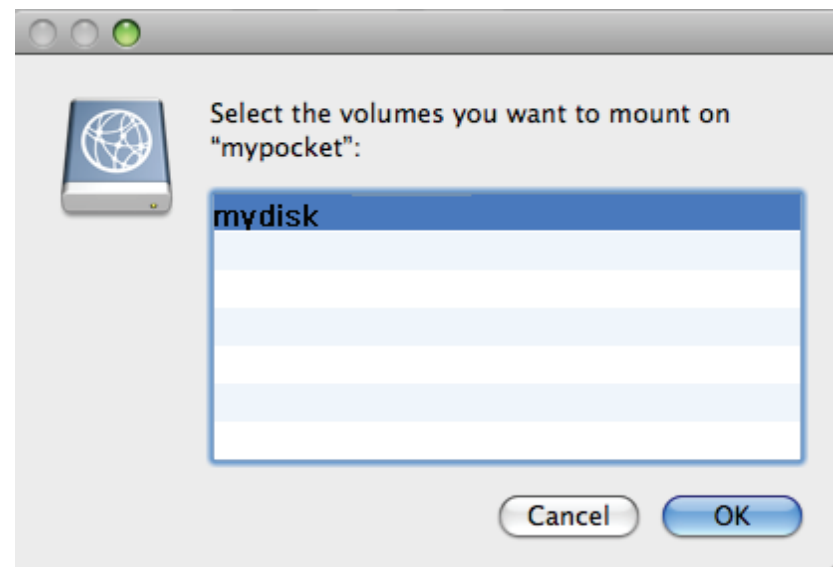 Select the volumes you want to mount on
“mypocket”:
mydisk
Cancel
OK